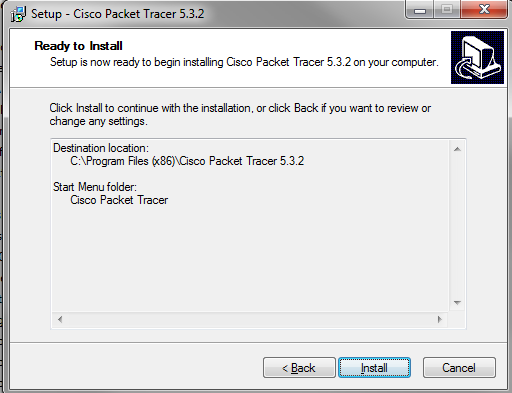 Setup - Cisco Packet Tracer 5.3.2
Ready to Install
Setup is now ready to begin installing Cisco Packet Tracer 5.3.2 on your computer.
Click Install to continue with the installation, or click Back if you want to review or
change any settings.
Destination location:
C:\Program Files (x86)\Cisco Packet Tracer 5.3.2
Start Menu folder:
Cisco Packet Tracer
< Back
Install
Cancel